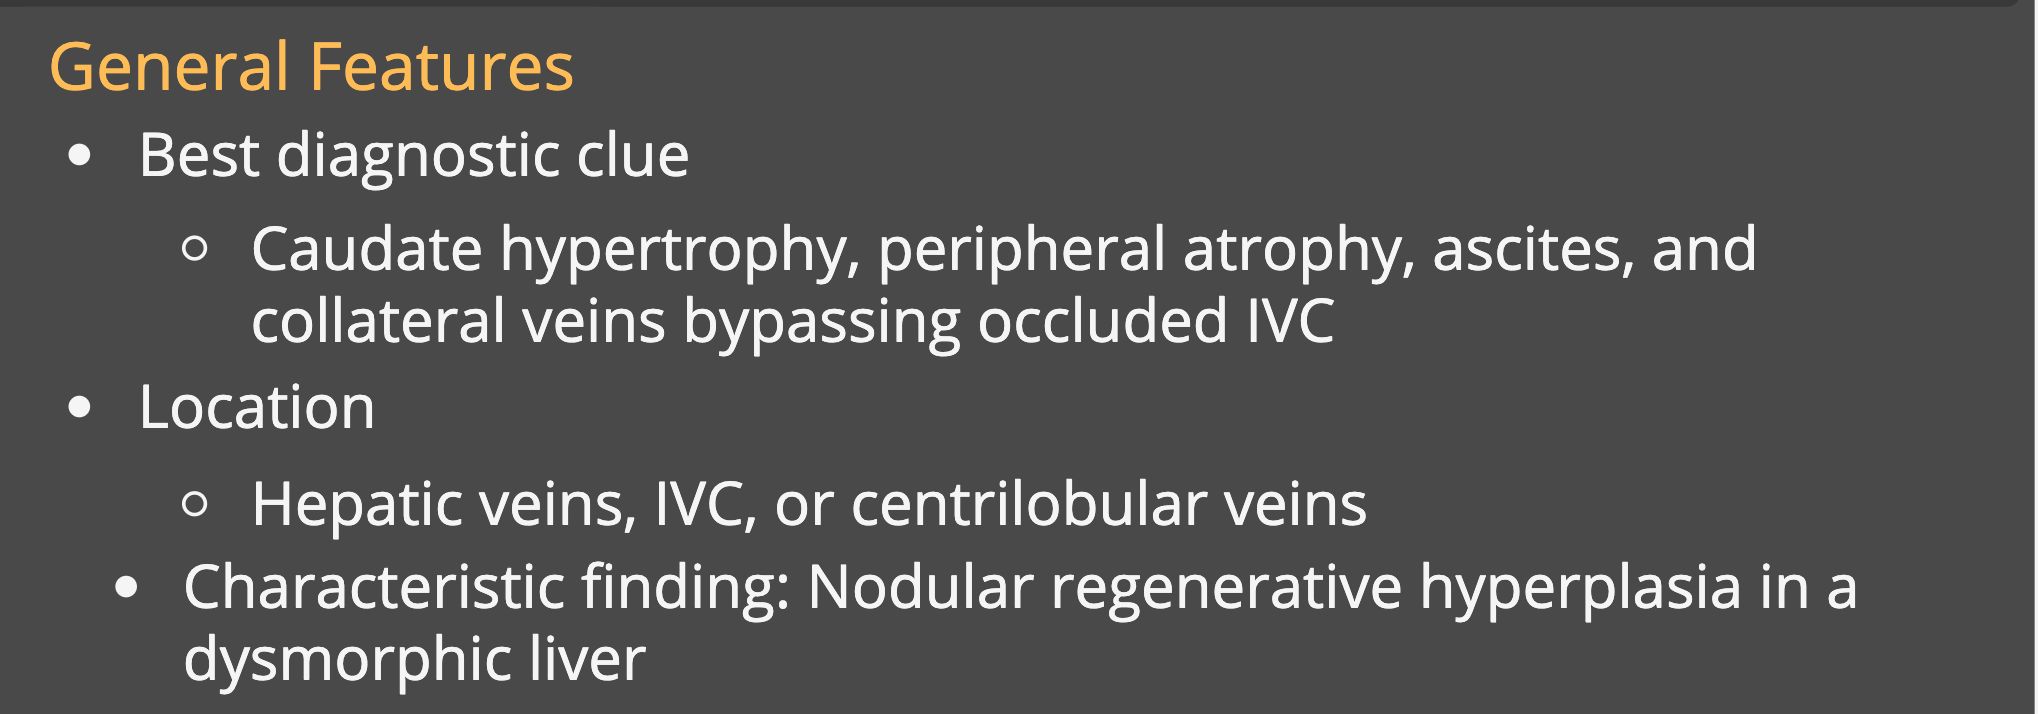 General Features
• Best diagnostic clue
○ Caudate hypertrophy, peripheral atrophy, ascites, and
collateral veins bypassing occluded IVC
• Location
○ Hepatic veins, IVC, or centrilobular veins
• Characteristic finding: Nodular regenerative hyperplasia in a
dysmorphic liver